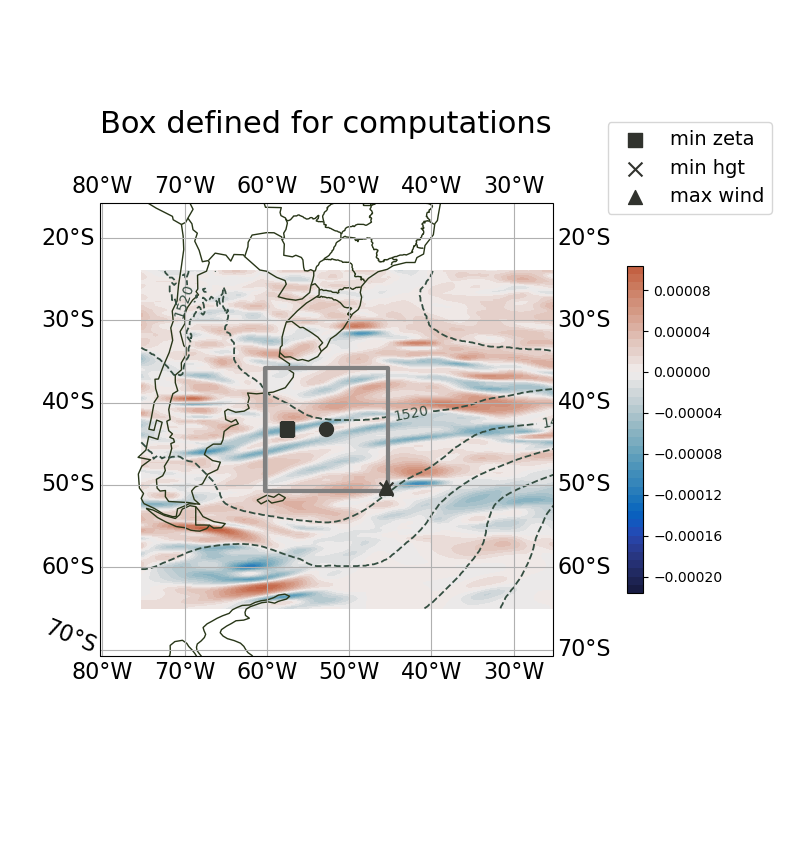 Box defined for computations
min zeta
min hgt
max wind
80°W 70°W 60°W 50°W 40°W 30°W
20°S 20°S
30°S 30°S
40°S 40°S
50°S 50°S
60°S 60°S
70°S 70°S
1520
80°W 70°W 60°W 50°W 40°W 30°W
0.00008
0.00004
0.00000
−0.00004
−0.00008
−0.00012
−0.00016
−0.00020